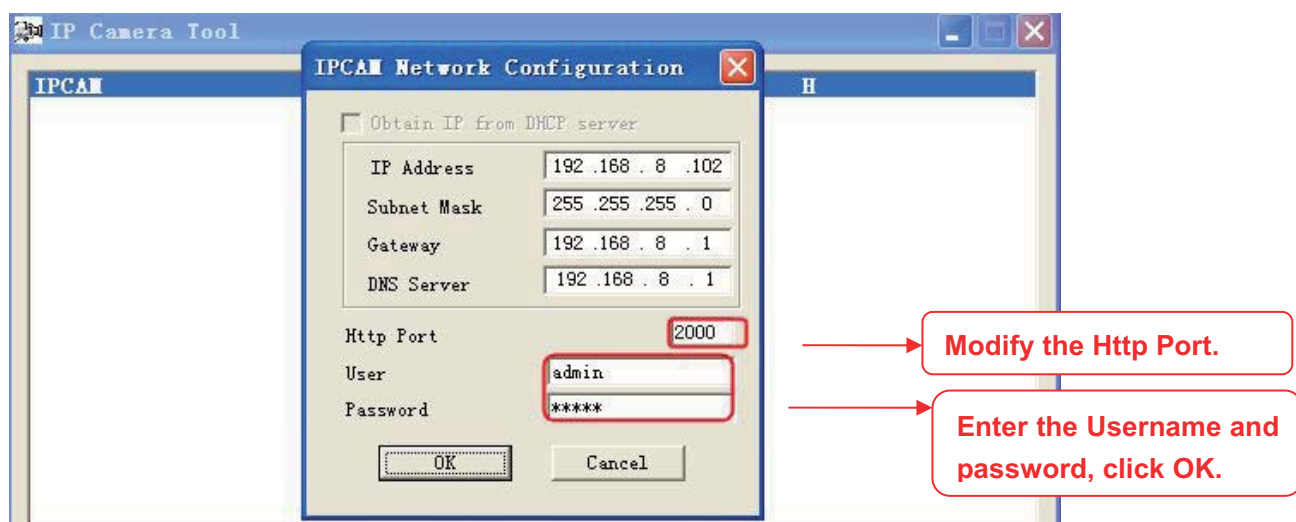 IP Camera Tool
IPCAM Network Configuration
IPCAM
H
Obtain IP from DHCP server
IP Address 192 .168 . 8 .102
Subnet Mask 255 .255 .255 . 0
Gateway 192 .168 . 8 . 1
DNS Server 192 .168 . 8 . 1
Http Port 2000
User admin
Password *****
OK Cancel
Modify the Http Port.
Enter the Username and
password, click OK.